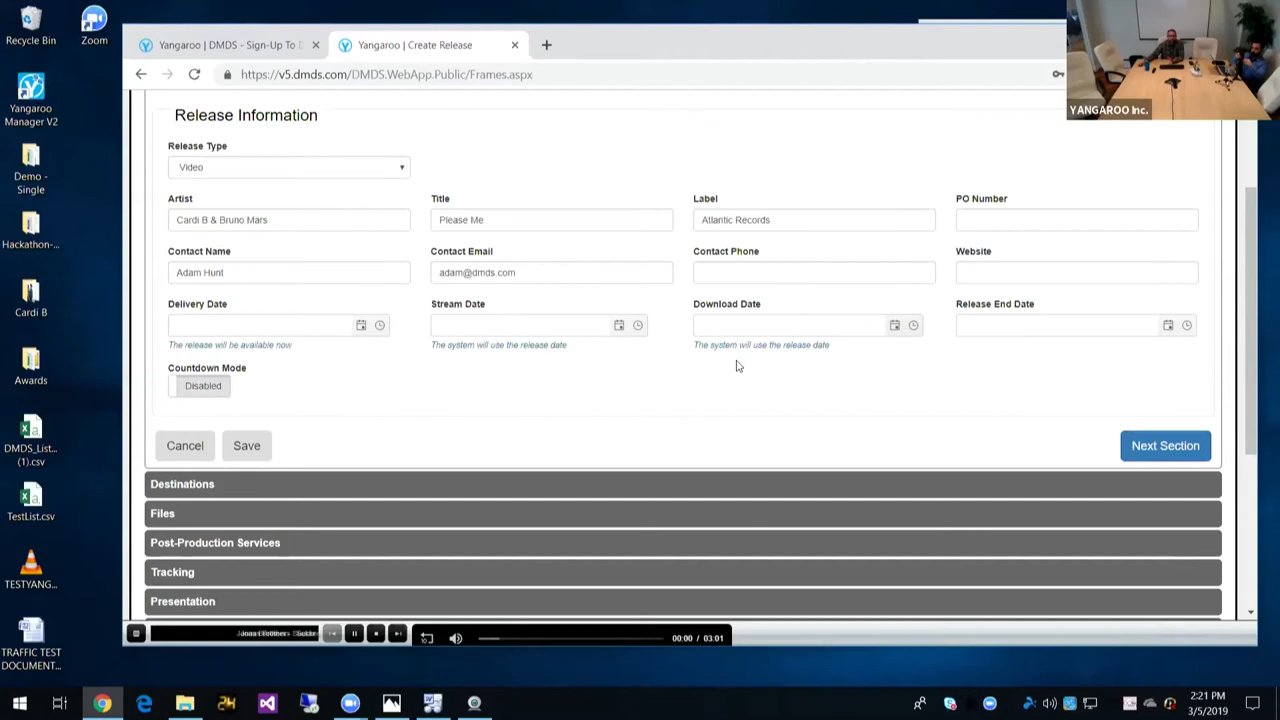 Recycle Bin
Zoom
Yangaroo
Manager V2
Demo -
Single
Hackathon-...
Cardi B
Awards
DMDS_List...
(1).csv
TestList.csv
TESTYANG...
TRAFFIC TEST
DOCUMENT...
Yangaroo | DMDS - Sign-Up To D
Yangaroo | Create Release
https://v5.dmds.com/DMDS.WebApp.Public/Frames.aspx
YANGAROO Inc.
Release Information
Release Type
Video
Artist Title Label PO Number
Cardi B & Bruno Mars Please Me Atlantic Records
Contact Name Contact Email Contact Phone Website
Adam Hunt adam@dmds.com
Delivery Date Stream Date Download Date Release End Date
The release will be available now The system will use the release date The system will use the release date
Countdown Mode
Disabled
Cancel Save Next Section
Destinations
Files
Post-Production Services
Tracking
Presentation
00:00 / 03:01
2:21 PM
3/5/2019